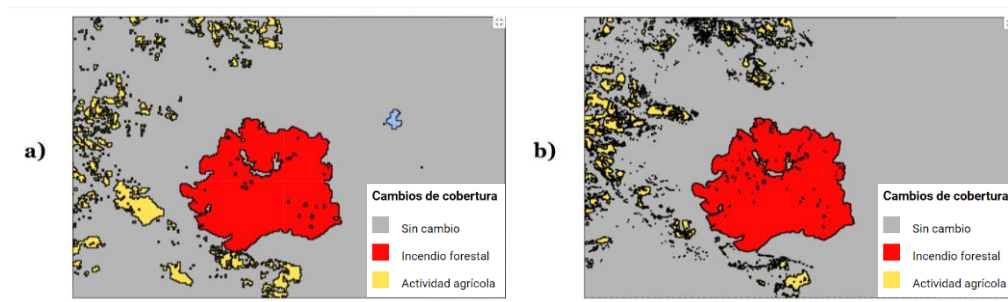 a)
Cambios de cobertura
Sin cambio
Incendio forestal
Actividad agrícola
b)
Cambios de cobertura
Sin cambio
Incendio forestal
Actividad agrícola